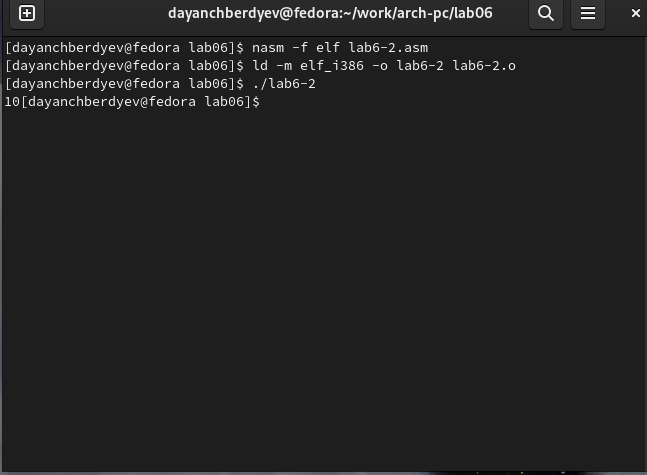 dayanchberdyev@fedora:~/work/arch-pc/lab06
[dayanchberdyev@fedora lab06]$ nasm -f elf lab6-2.asm
[dayanchberdyev@fedora lab06]$ ld -m elf_i386 -o lab6-2 lab6-2.o
[dayanchberdyev@fedora lab06]$ ./lab6-2
10[dayanchberdyev@fedora lab06]$